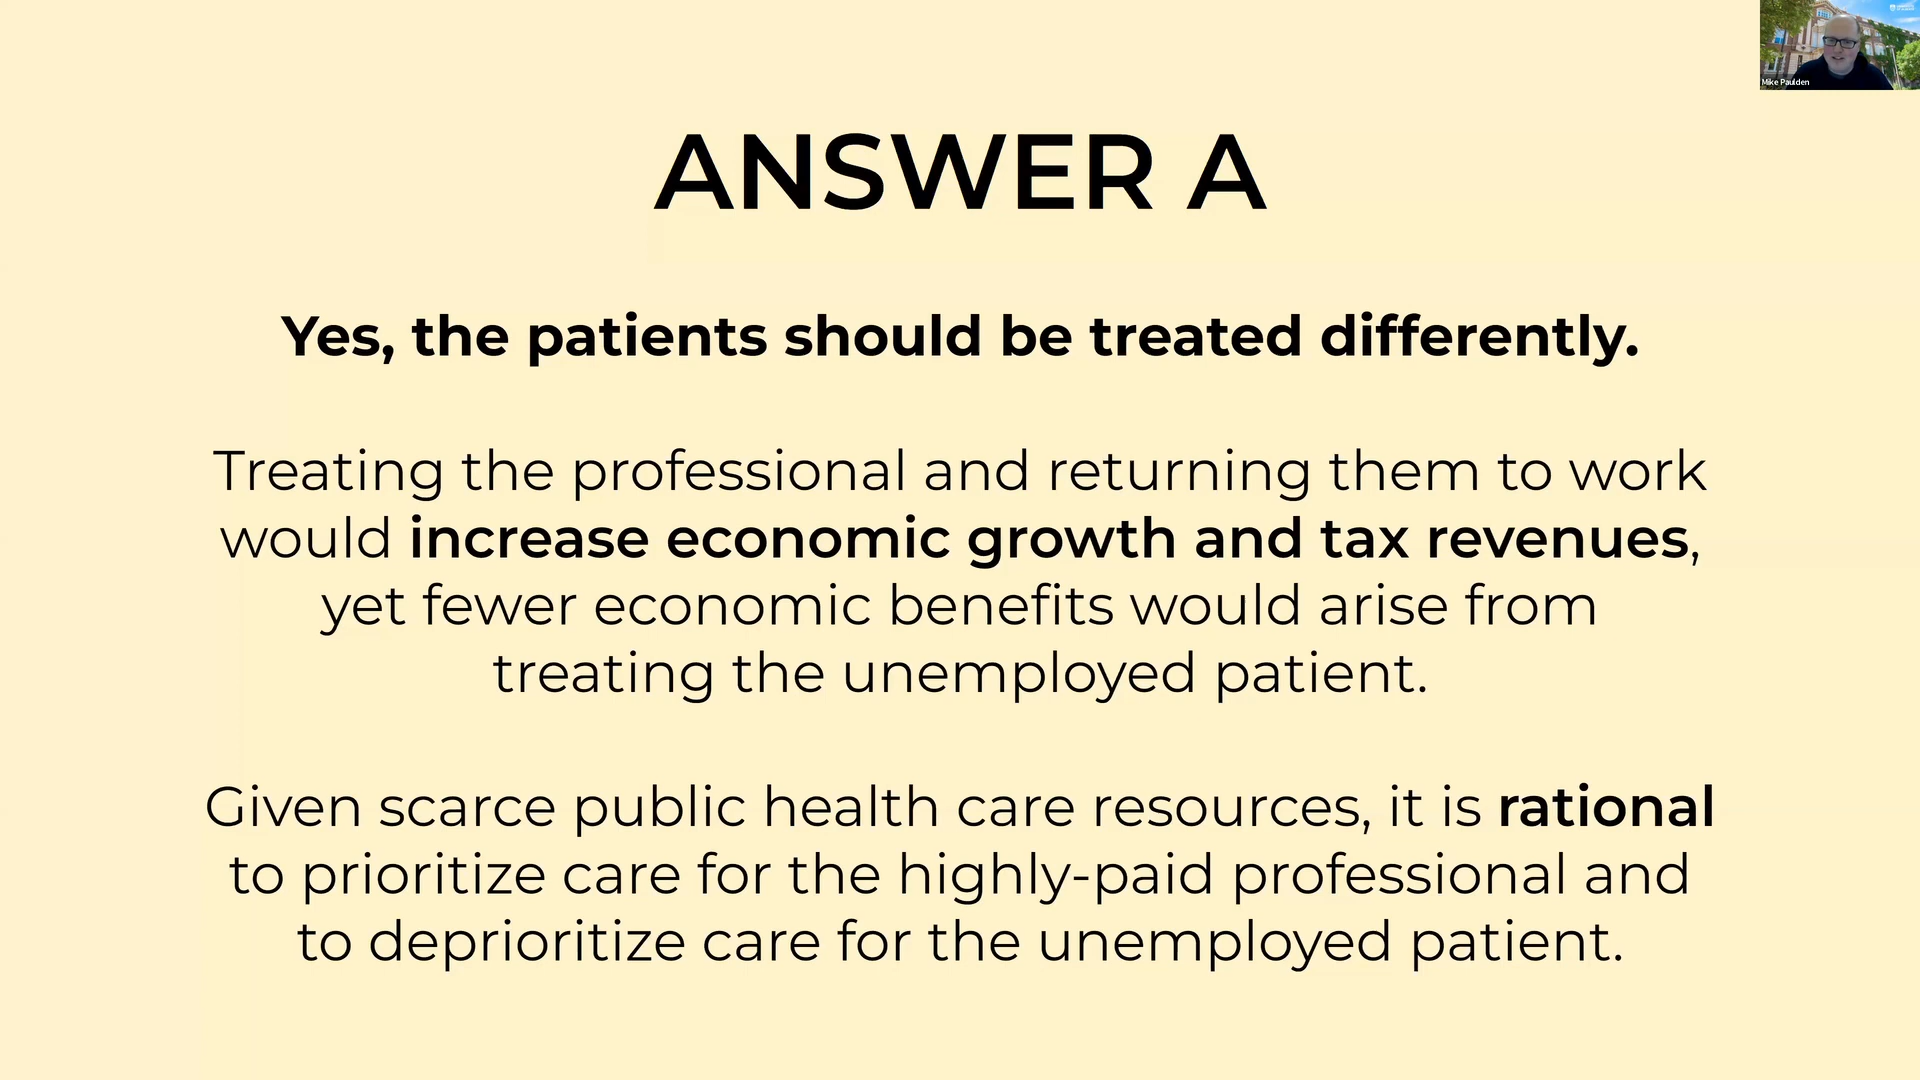 Mike Paulden
ANSWER A
Yes, the patients should be treated differently.
Treating the professional and returning them to work
would increase economic growth and tax revenues,
yet fewer economic benefits would arise from
treating the unemployed patient.
Given scarce public health care resources, it is rational
to prioritize care for the highly-paid professional and
to deprioritize care for the unemployed patient.